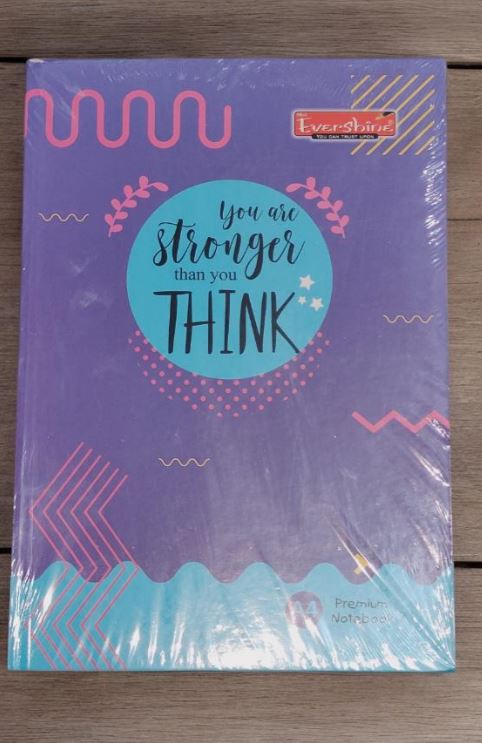 Evershine
YOU CAN TRUST UPON
You are
stronger
than you
THINK
A4
Premium
Notebook